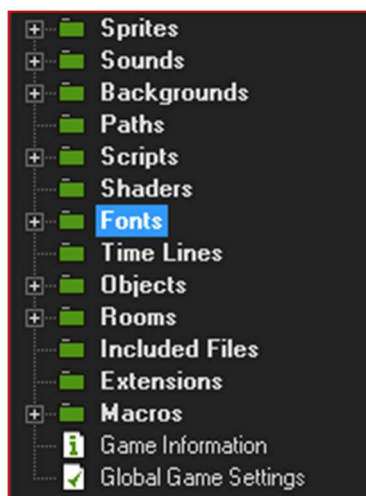 Sprites
Sounds
Backgrounds
Paths
Scripts
Shaders
Fonts
Time Lines
Objects
Rooms
Included Files
Extensions
Macros
Game Information
Global Game Settings